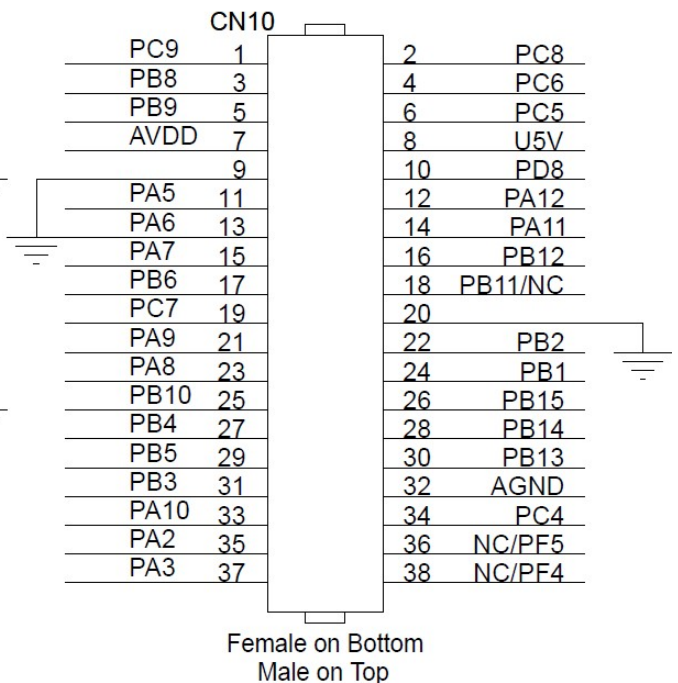 CN10
PC9 1 2 PC8
PB8 3 4 PC6
PB9 5 6 PC5
AVDD 7 8 U5V
9 10 PD8
PA5 11 12 PA12
PA6 13 14 PA11
PA7 15 16 PB12
PB6 17 18 PB11/NC
PC7 19 20
PA9 21 22 PB2
PA8 23 24 PB1
PB10 25 26 PB15
PB4 27 28 PB14
PB5 29 30 PB13
PB3 31 32 AGND
PA10 33 34 PC4
PA2 35 36 NC/PF5
PA3 37 38 NC/PF4
Female on Bottom
Male on Top